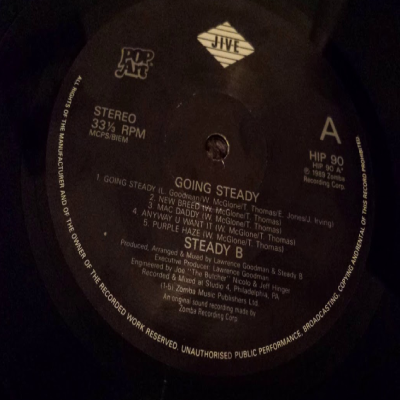 JIVE
POP Art
STEREO
33⅓ RPM
MCPS/BIEM
A
HIP 90
HIP 90 A
℗ 1989 Zomba
Recording Corp.
GOING STEADY
1 GOING STEADY (L. Goodman/W. McGlone/T. Thomas/E. Jones/J. Irving)
2. NEW BREED (W. McGlone/T. Thomas)
3. MAC DADDY (W. McGlone/T. Thomas)
4. ANYWAY U WANT IT (W. McGlone/T. Thomas)
5. PURPLE HAZE (W. McGlone/T. Thomas)
STEADY B
Produced, Arranged & Mixed by Lawrence Goodman & Steady B
Executive Producer: Lawrence Goodman
Engineered by Joe "The Butcher" Nicolo & Jeff Hinger
Recorded & Mixed at Studio 4, Philadelphia, PA.
(1-5) Zomba Music Publishers Ltd.
An original sound recording made by
Zomba Recording Corp.
ALL RIGHTS OF THE MANUFACTURER AND OF THE OWNER OF THE RECORDED WORK RESERVED. UNAUTHORISED PUBLIC PERFORMANCE, BROADCASTING, COPYING AND RENTAL OF THIS RECORDING PROHIBITED.